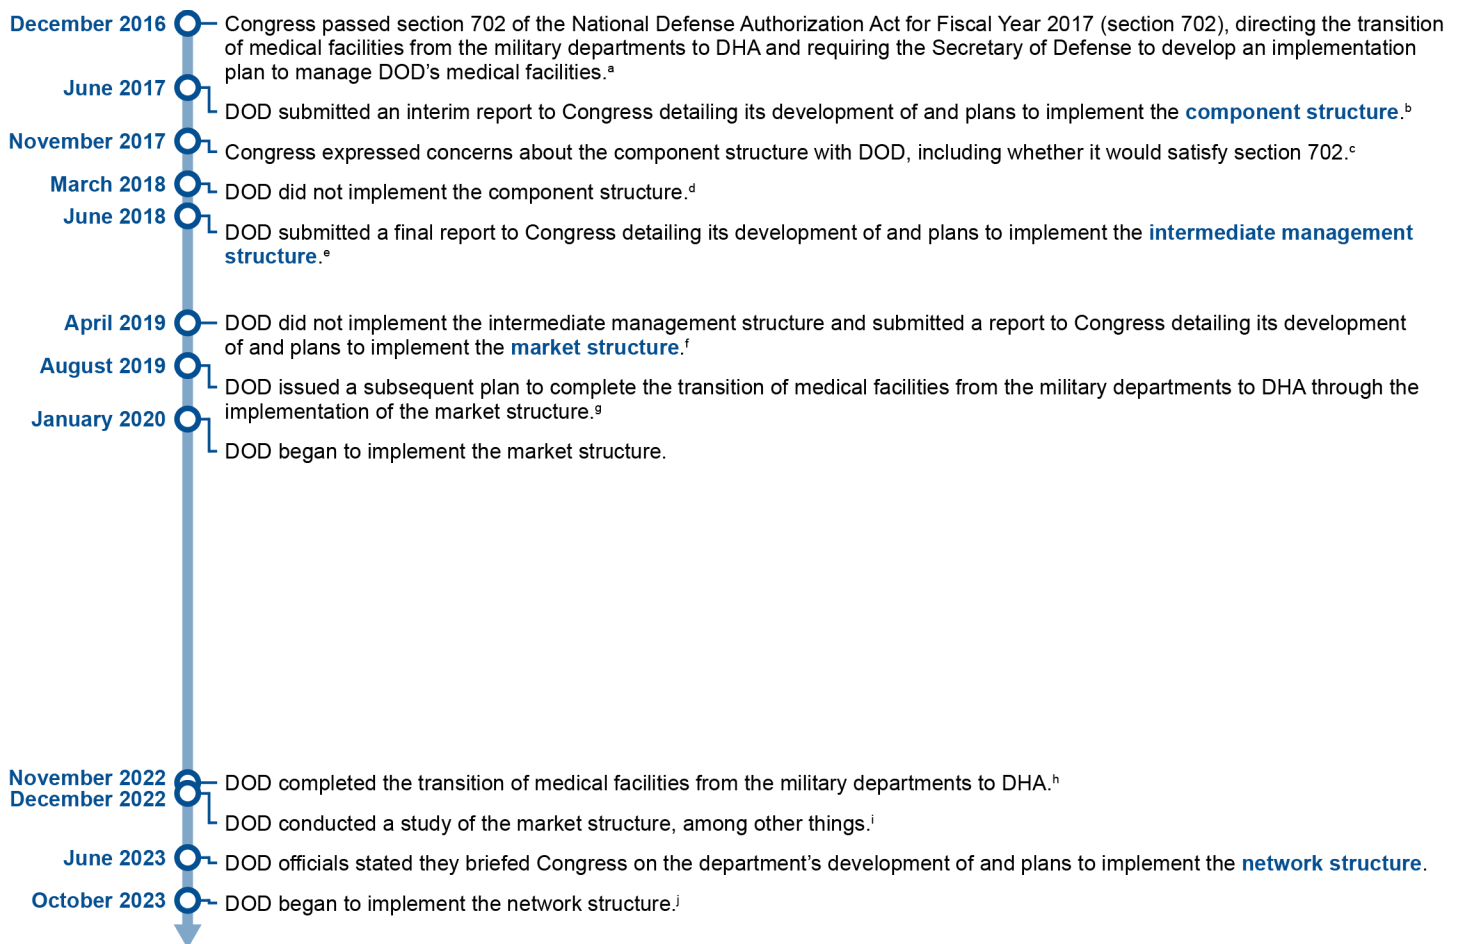 December 2016
Congress passed section 702 of the National Defense Authorization Act for Fiscal Year 2017 (section 702), directing the transition
of medical facilities from the military departments to DHA and requiring the Secretary of Defense to develop an implementation
plan to manage DOD’s medical facilities.ᵃ
June 2017
DOD submitted an interim report to Congress detailing its development of and plans to implement the component structure.ᵇ
November 2017
Congress expressed concerns about the component structure with DOD, including whether it would satisfy section 702.ᶜ
March 2018
DOD did not implement the component structure.ᵈ
June 2018
DOD submitted a final report to Congress detailing its development of and plans to implement the intermediate management
structure.ᵉ
April 2019
DOD did not implement the intermediate management structure and submitted a report to Congress detailing its development
of and plans to implement the market structure.ᶠ
August 2019
DOD issued a subsequent plan to complete the transition of medical facilities from the military departments to DHA through the
implementation of the market structure.ᵍ
January 2020
DOD began to implement the market structure.
November 2022
DOD completed the transition of medical facilities from the military departments to DHA.ʰ
December 2022
DOD conducted a study of the market structure, among other things.ⁱ
June 2023
DOD officials stated they briefed Congress on the department’s development of and plans to implement the network structure.
October 2023
DOD began to implement the network structure.ʲ